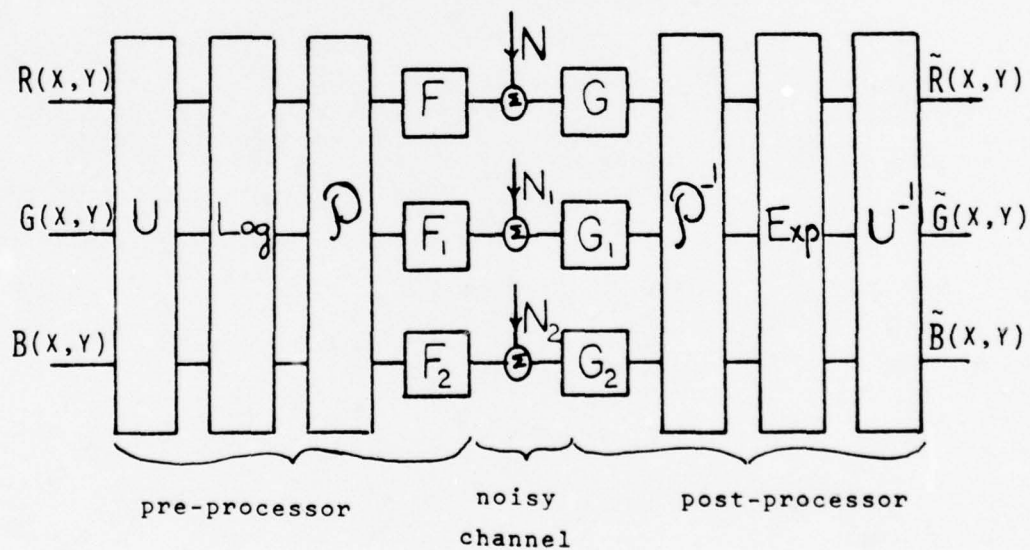 N
R(X,Y) F Σ G R̃(X,Y)
N₁
G(X,Y) U Log P F₁ Σ G₁ P⁻¹ Exp U⁻¹ G̃(X,Y)
N₂
B(X,Y) F₂ Σ G₂ B̃(X,Y)
pre-processor noisy post-processor
channel